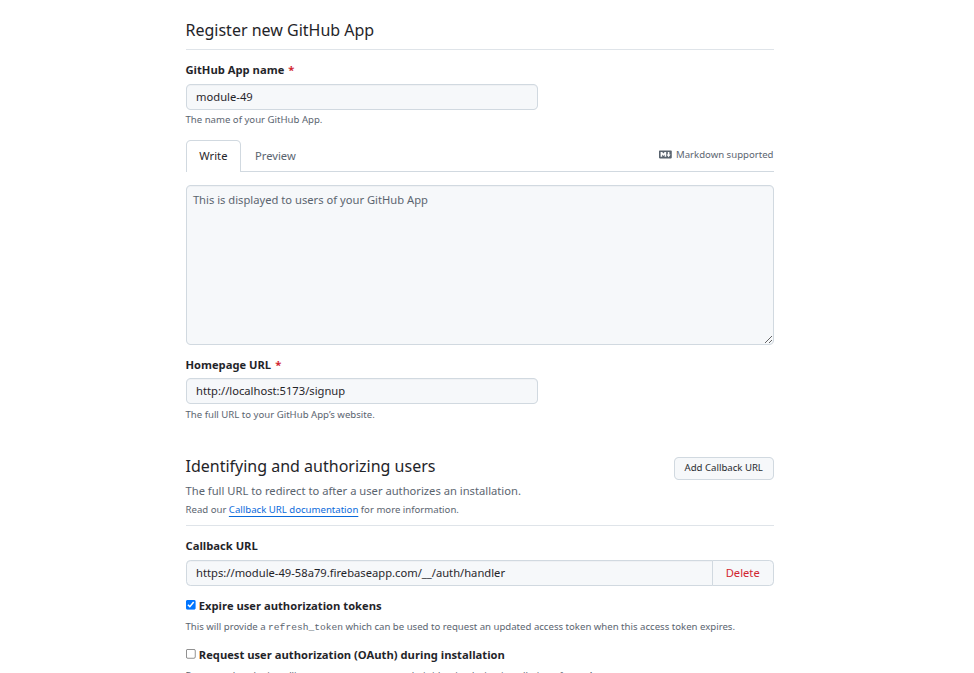 Register new GitHub App
GitHub App name *
module-49
The name of your GitHub App.
Write
Preview
Markdown supported
This is displayed to users of your GitHub App
Homepage URL *
http://localhost:5173/signup
The full URL to your GitHub App's website.
Identifying and authorizing users
Add Callback URL
The full URL to redirect to after a user authorizes an installation.
Read our Callback URL documentation for more information.
Callback URL
https://module-49-58a79.firebaseapp.com/__/auth/handler
Delete
Expire user authorization tokens
This will provide a refresh_token which can be used to request an updated access token when this access token expires.
Request user authorization (OAuth) during installation